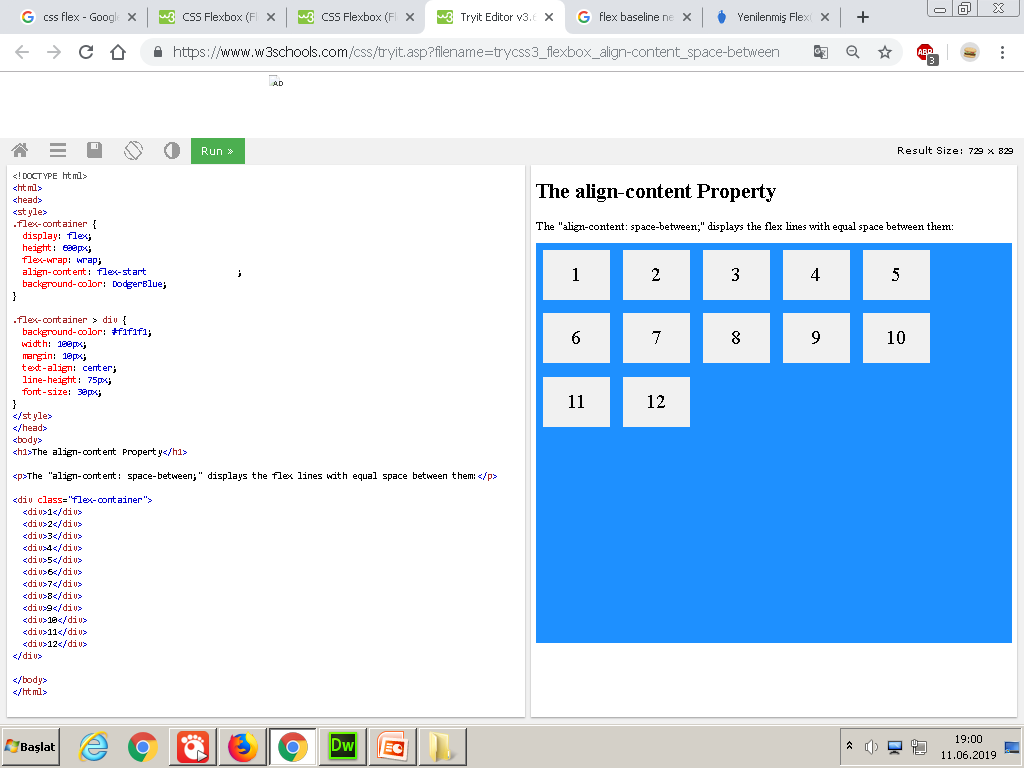 css flex - Googl
CSS Flexbox (Fl
CSS Flexbox (Fl
Tryit Editor v3.6
flex baseline ne
Yenilenmiş Flex
https://www.w3schools.com/css/tryit.asp?filename=trycss3_flexbox_align-content_space-between
ABP
3
AD
Run »
Result Size: 729 x 829
<!DOCTYPE html>
<html>
<head>
<style>
.flex-container {
  display: flex;
  height: 600px;
  flex-wrap: wrap;
  align-content: flex-start                ;
  background-color: DodgerBlue;
}

.flex-container > div {
  background-color: #f1f1f1;
  width: 100px;
  margin: 10px;
  text-align: center;
  line-height: 75px;
  font-size: 30px;
}
</style>
</head>
<body>
<h1>The align-content Property</h1>

<p>The "align-content: space-between;" displays the flex lines with equal space between them:</p>

<div class="flex-container">
  <div>1</div>
  <div>2</div>
  <div>3</div>
  <div>4</div>
  <div>5</div>
  <div>6</div>
  <div>7</div>
  <div>8</div>
  <div>9</div>
  <div>10</div>
  <div>11</div>
  <div>12</div>
</div>

</body>
</html>
The align-content Property
The "align-content: space-between;" displays the flex lines with equal space between them:
1 2 3 4 5
6 7 8 9 10
11 12
Başlat
Dw
19:00
11.06.2019